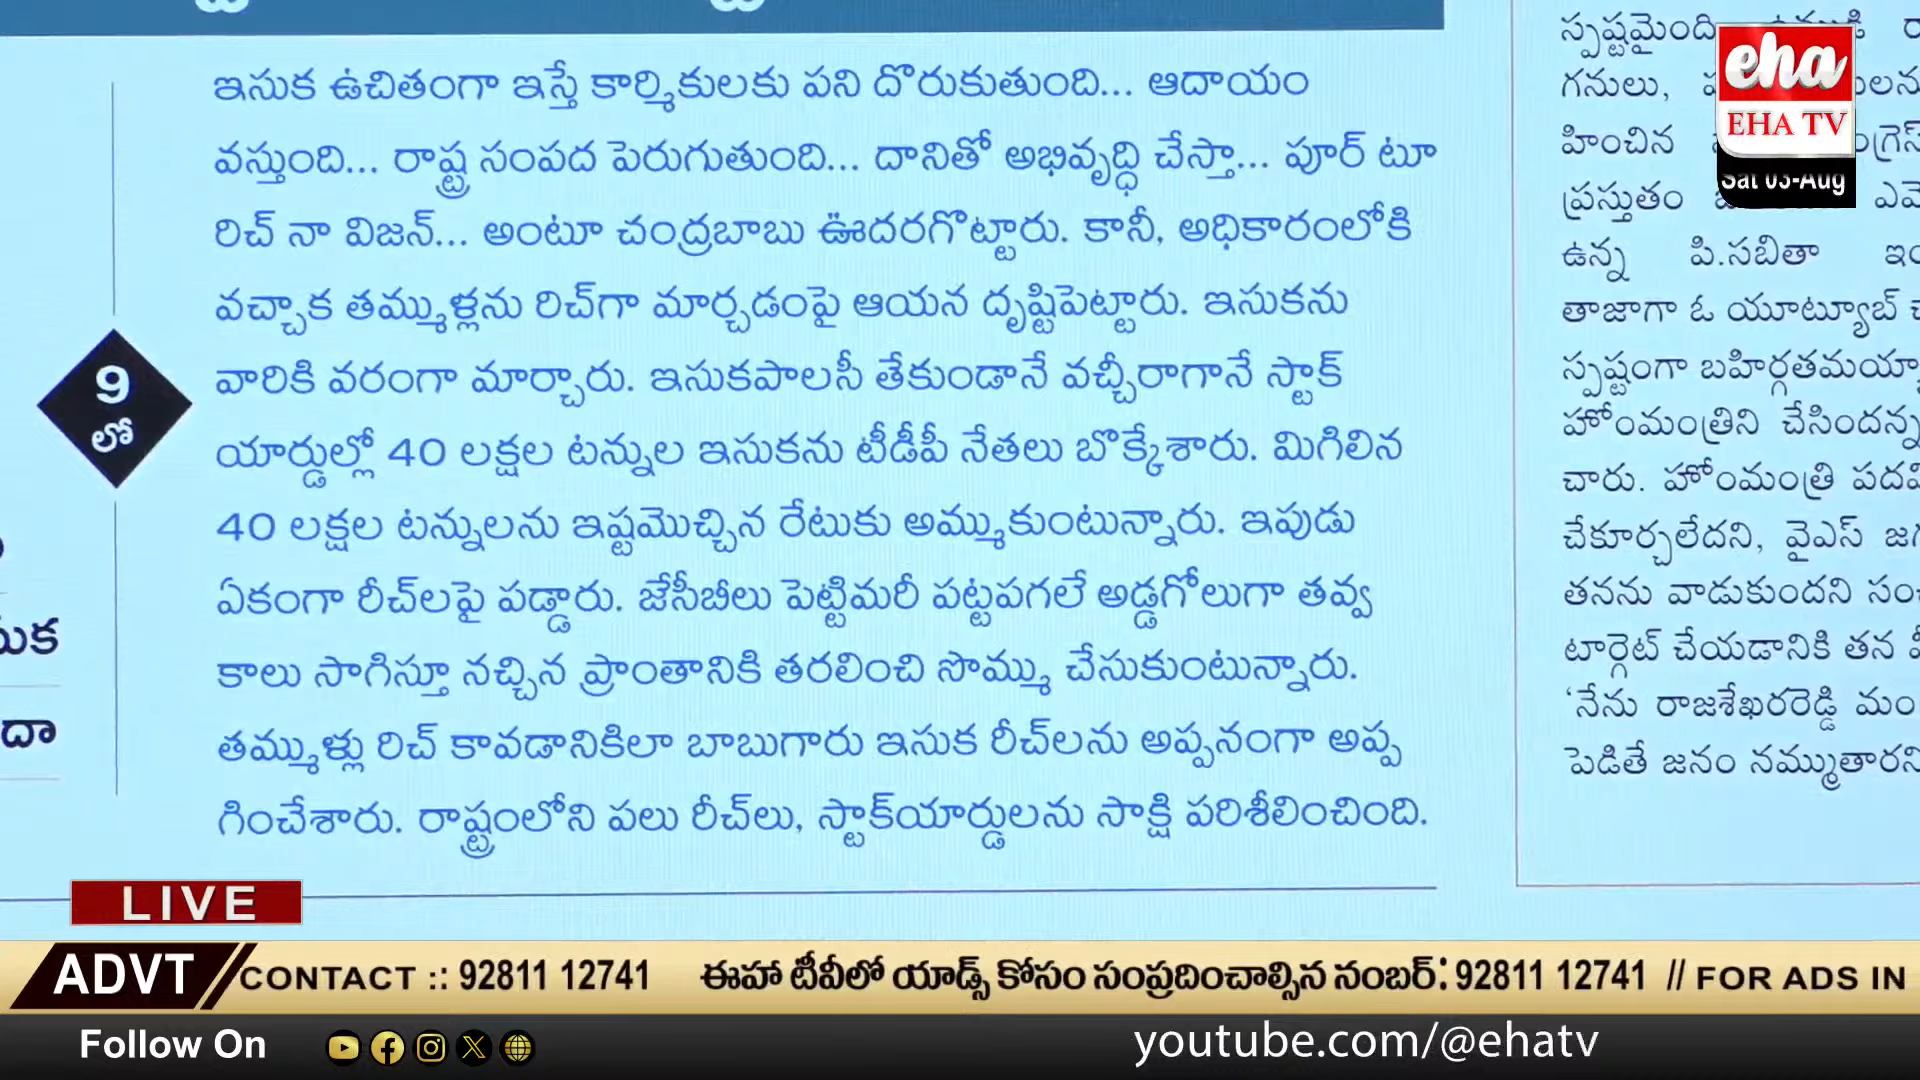 ఇసుక ఉచితంగా ఇస్తే కార్మికులకు పని దొరుకుతుంది... ఆదాయం
వస్తుంది... రాష్ట్ర సంపద పెరుగుతుంది... దానితో అభివృద్ధి చేస్తా... పూర్ టూ
రిచ్ నా విజన్... అంటూ చంద్రబాబు ఊదరగొట్టారు. కానీ, అధికారంలోకి
వచ్చాక తమ్ముళ్లను రిచ్‌గా మార్చడంపై ఆయన దృష్టిపెట్టారు. ఇసుకను
వారికి వరంగా మార్చారు. ఇసుకపాలసీ తేకుండానే వచ్చీరాగానే స్టాక్
యార్డుల్లో 40 లక్షల టన్నుల ఇసుకను టీడీపీ నేతలు బొక్కేశారు. మిగిలిన
40 లక్షల టన్నులను ఇష్టమొచ్చిన రేటుకు అమ్ముకుంటున్నారు. ఇపుడు
ఏకంగా రీచ్‌లపై పడ్డారు. జేసీబీలు పెట్టిమరీ పట్టపగలే అడ్డగోలుగా తవ్వ
కాలు సాగిస్తూ నచ్చిన ప్రాంతానికి తరలించి సొమ్ము చేసుకుంటున్నారు.
తమ్ముళ్లు రిచ్ కావడానికిలా బాబుగారు ఇసుక రీచ్‌లను అప్పనంగా అప్ప
గించేశారు. రాష్ట్రంలోని పలు రీచ్‌లు, స్టాక్‌యార్డులను సాక్షి పరిశీలించింది.
9
లో
దా
స్పష్టమైంది
గనులు,
హించిన
ప్రస్తుతం
ఉన్న పి.సబితా
తాజాగా ఓ యూట్యూబ్
స్పష్టంగా
హోంమంత్రిని చేసిందన్న
చారు. హోంమంత్రి
చేకూర్చలేదని, వైఎస్
తనను వాడుకుందని
టార్గెట్ చేయడానికి తన
‘నేను రాజశేఖరరెడ్డి
పెడితే జనం
eha
EHA TV
Sat 03-Aug
LIVE
ADVT
CONTACT :: 92811 12741 ఈహా టీవీలో యాడ్స్ కోసం సంప్రదించాల్సిన నంబర్: 92811 12741 // FOR ADS IN
Follow On
youtube.com/@ehatv